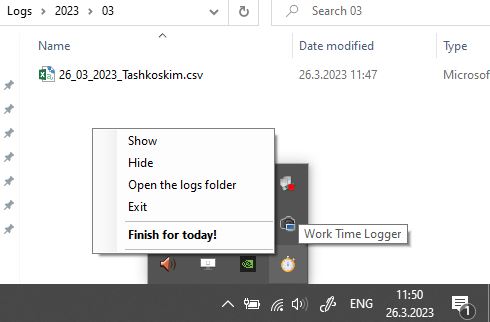 Logs > 2023 > 03
Search 03
Name Date modified Type
26_03_2023_Tashkoskim.csv 26.3.2023 11:47 Microsof
Show
Hide
Open the logs folder
Exit
Finish for today!
Work Time Logger
ENG 11:50
26.3.2023 1